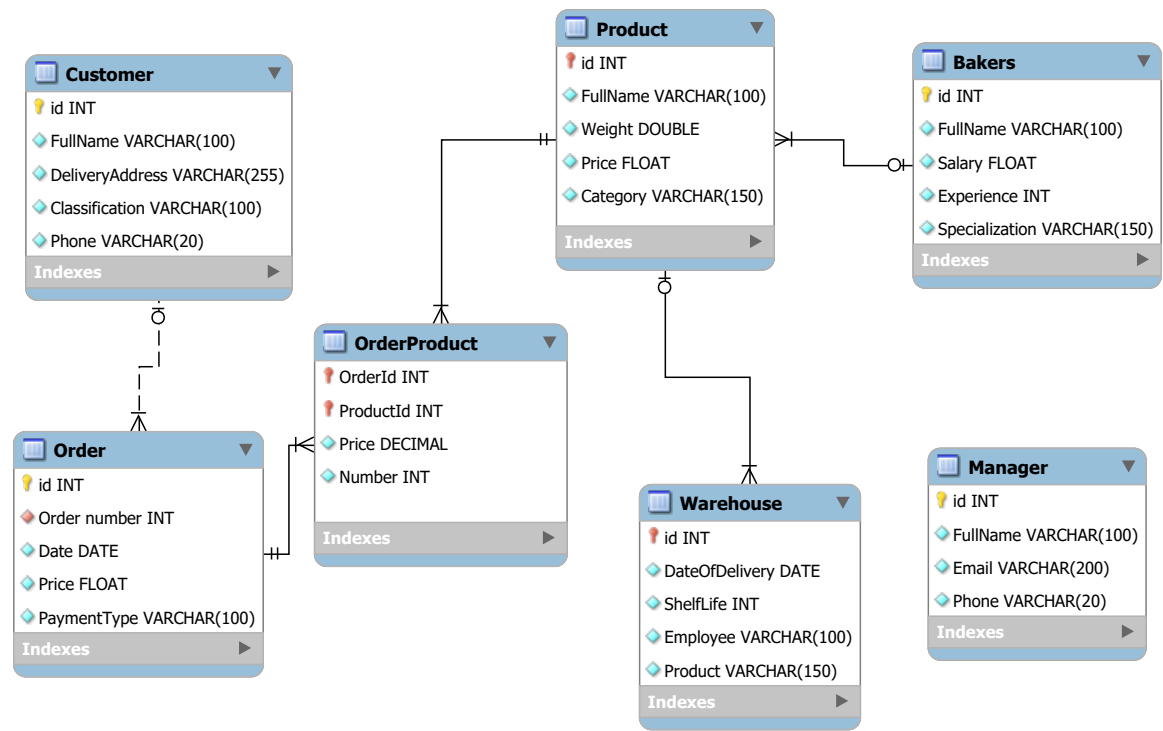 Customer
id INT
FullName VARCHAR(100)
DeliveryAddress VARCHAR(255)
Classification VARCHAR(100)
Phone VARCHAR(20)
Indexes
Product
id INT
FullName VARCHAR(100)
Weight DOUBLE
Price FLOAT
Category VARCHAR(150)
Indexes
Bakers
id INT
FullName VARCHAR(100)
Salary FLOAT
Experience INT
Specialization VARCHAR(150)
Indexes
OrderProduct
OrderId INT
ProductId INT
Price DECIMAL
Number INT
Indexes
Order
id INT
Order number INT
Date DATE
Price FLOAT
PaymentType VARCHAR(100)
Indexes
Warehouse
id INT
DateOfDelivery DATE
ShelfLife INT
Employee VARCHAR(100)
Product VARCHAR(150)
Indexes
Manager
id INT
FullName VARCHAR(100)
Email VARCHAR(200)
Phone VARCHAR(20)
Indexes